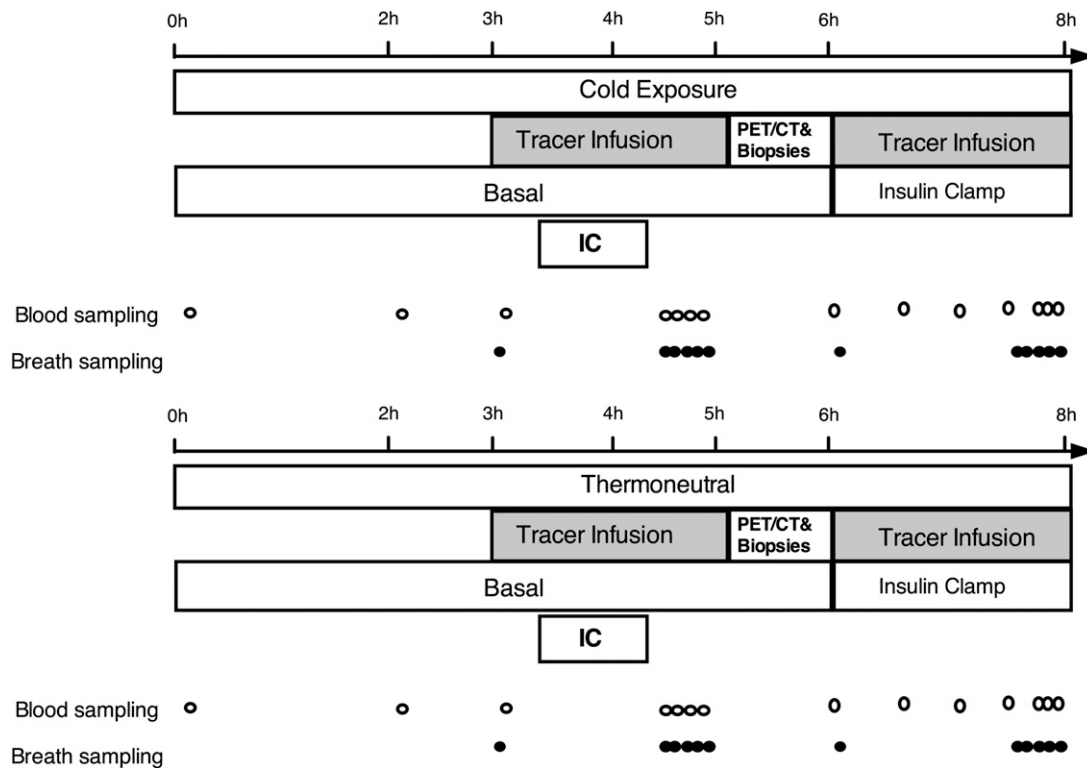 0h 2h 3h 4h 5h 6h 8h
Cold Exposure
Tracer Infusion PET/CT& Tracer Infusion
Biopsies
Basal Insulin Clamp
IC
Blood sampling
Breath sampling
0h 2h 3h 4h 5h 6h 8h
Thermoneutral
Tracer Infusion PET/CT& Tracer Infusion
Biopsies
Basal Insulin Clamp
IC
Blood sampling
Breath sampling